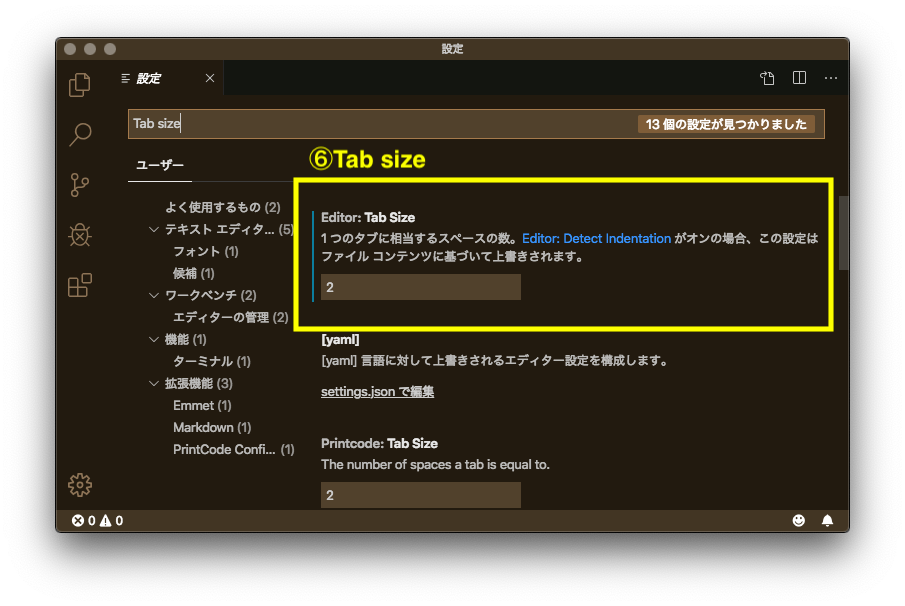 設定
設定
Tab size
13 個の設定が見つかりました
ユーザー
⑥Tab size
よく使用するもの (2)
テキスト エディタ... (5)
フォント (1)
候補 (1)
ワークベンチ (2)
エディターの管理 (2)
機能 (1)
ターミナル (1)
拡張機能 (3)
Emmet (1)
Markdown (1)
PrintCode Confi... (1)
Editor: Tab Size
1 つのタブに相当するスペースの数。Editor: Detect Indentation がオンの場合、この設定は
ファイル コンテンツに基づいて上書きされます。
2
[yaml]
[yaml] 言語に対して上書きされるエディター設定を構成します。
settings.json で編集
Printcode: Tab Size
The number of spaces a tab is equal to.
2
0 0